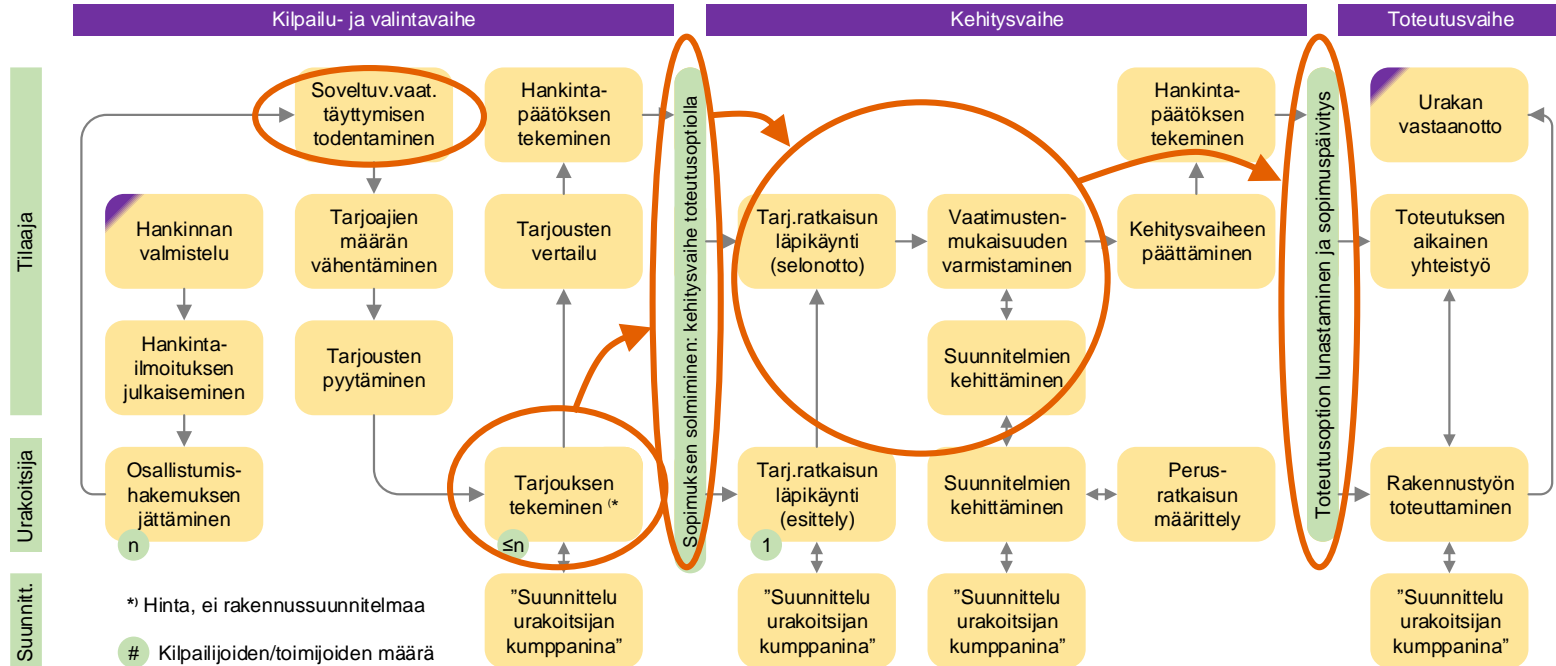 Kilpailu- ja valintavaihe
Kehitysvaihe
Toteutusvaihe
Tilaaja
Urakoitsija
Suunnitt.
Soveltuv.vaat.
täyttymisen
todentaminen
Hankinta-
päätöksen
tekeminen
Hankinnan
valmistelu
Tarjoajien
määrän
vähentäminen
Tarjousten
vertailu
Hankinta-
ilmoituksen
julkaiseminen
Tarjousten
pyytäminen
Osallistumis-
hakemuksen
jättäminen
n
Tarjouksen
tekeminen (*
≤n
"Suunnittelu
urakoitsijan
kumppanina"
*) Hinta, ei rakennussuunnitelmaa
# Kilpailijoiden/toimijoiden määrä
Sopimuksen solmiminen: kehitysvaihe toteutusoptiolla
Hankinta-
päätöksen
tekeminen
Tarj.ratkaisun
läpikäynti
(selonotto)
Vaatimusten-
mukaisuuden
varmistaminen
Kehitysvaiheen
päättäminen
Suunnitelmien
kehittäminen
Tarj.ratkaisun
läpikäynti
(esittely)
1
Suunnitelmien
kehittäminen
Perus-
ratkaisun
määrittely
"Suunnittelu
urakoitsijan
kumppanina"
"Suunnittelu
urakoitsijan
kumppanina"
Toteutusoption lunastaminen ja sopimuspäivitys
Urakan
vastaanotto
Toteutuksen
aikainen
yhteistyö
Rakennustyön
toteuttaminen
"Suunnittelu
urakoitsijan
kumppanina"